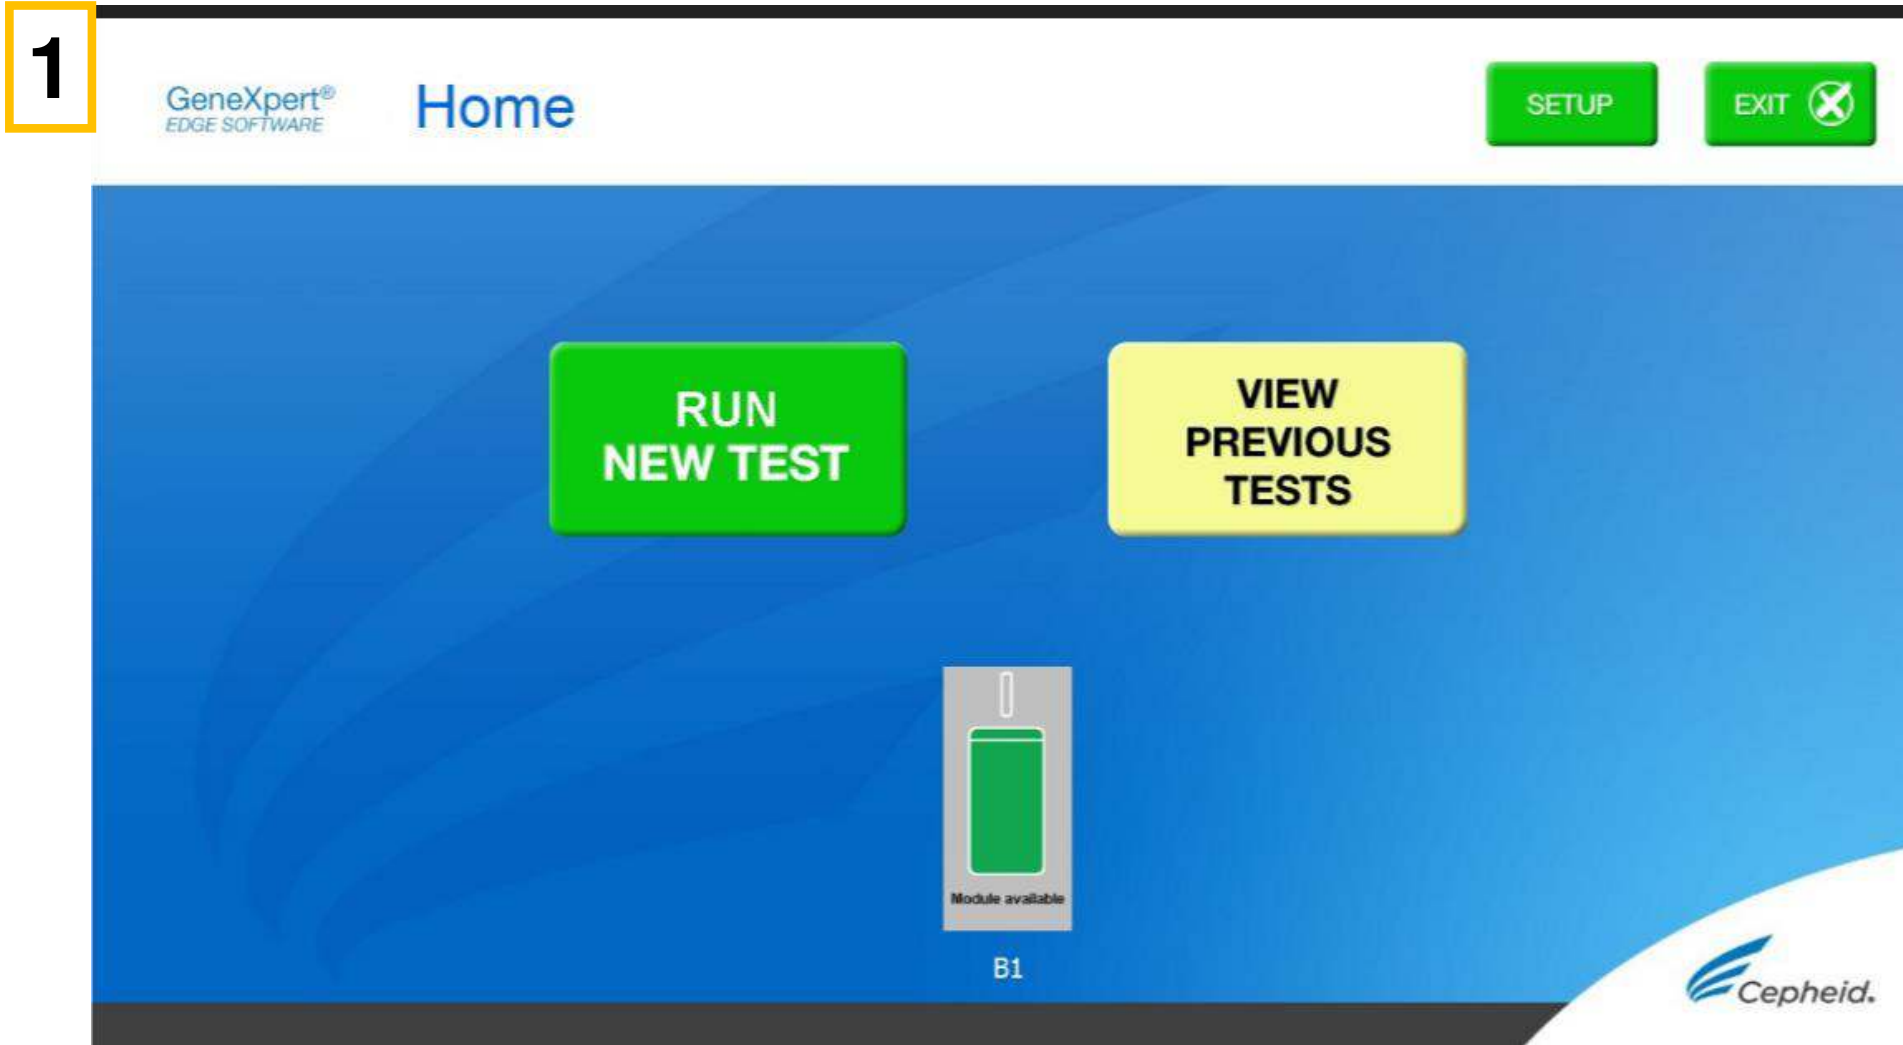 1
GeneXpert®
EDGE SOFTWARE
Home
SETUP
EXIT
RUN
NEW TEST
VIEW
PREVIOUS
TESTS
Module available
B1
Cepheid.